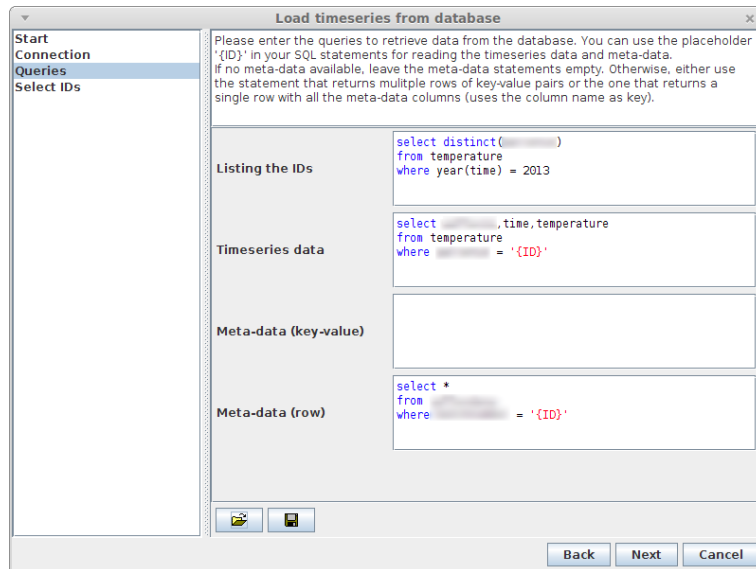 Load timeseries from database
Start
Connection
Queries
Select IDs
Please enter the queries to retrieve data from the database. You can use the placeholder
'{ID}' in your SQL statements for reading the timeseries data and meta-data.
If no meta-data available, leave the meta-data statements empty. Otherwise, either use
the statement that returns mulitple rows of key-value pairs or the one that returns a
single row with all the meta-data columns (uses the column name as key).
Listing the IDs
select distinct( )
from temperature
where year(time) = 2013
Timeseries data
select ,time,temperature
from temperature
where = '{ID}'
Meta-data (key-value)
Meta-data (row)
select *
from
where = '{ID}'
Back
Next
Cancel